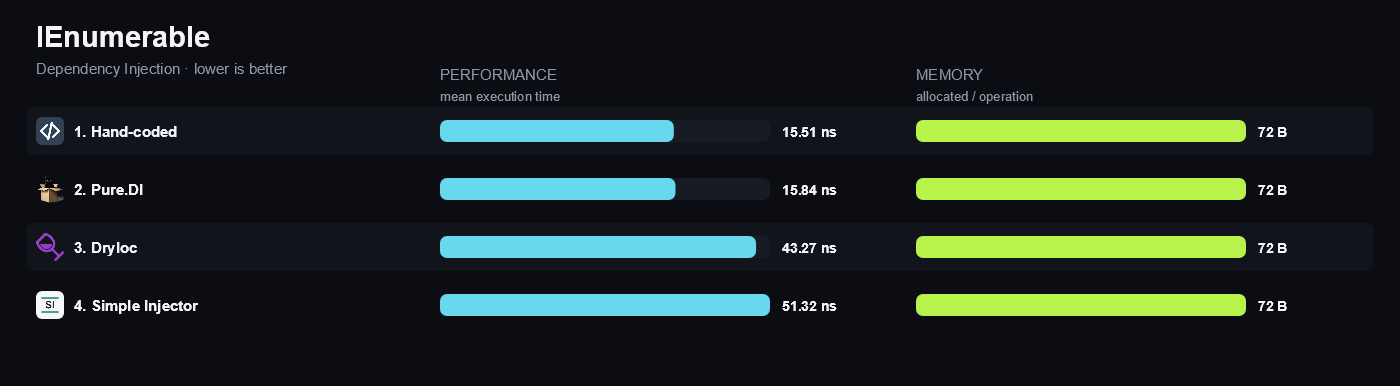 IEnumerable
Dependency Injection · lower is better
PERFORMANCE
mean execution time
MEMORY
allocated / operation
1. Hand-coded 15.51 ns 72 B
2. Pure.DI 15.84 ns 72 B
3. DryIoc 43.27 ns 72 B
SI
4. Simple Injector 51.32 ns 72 B